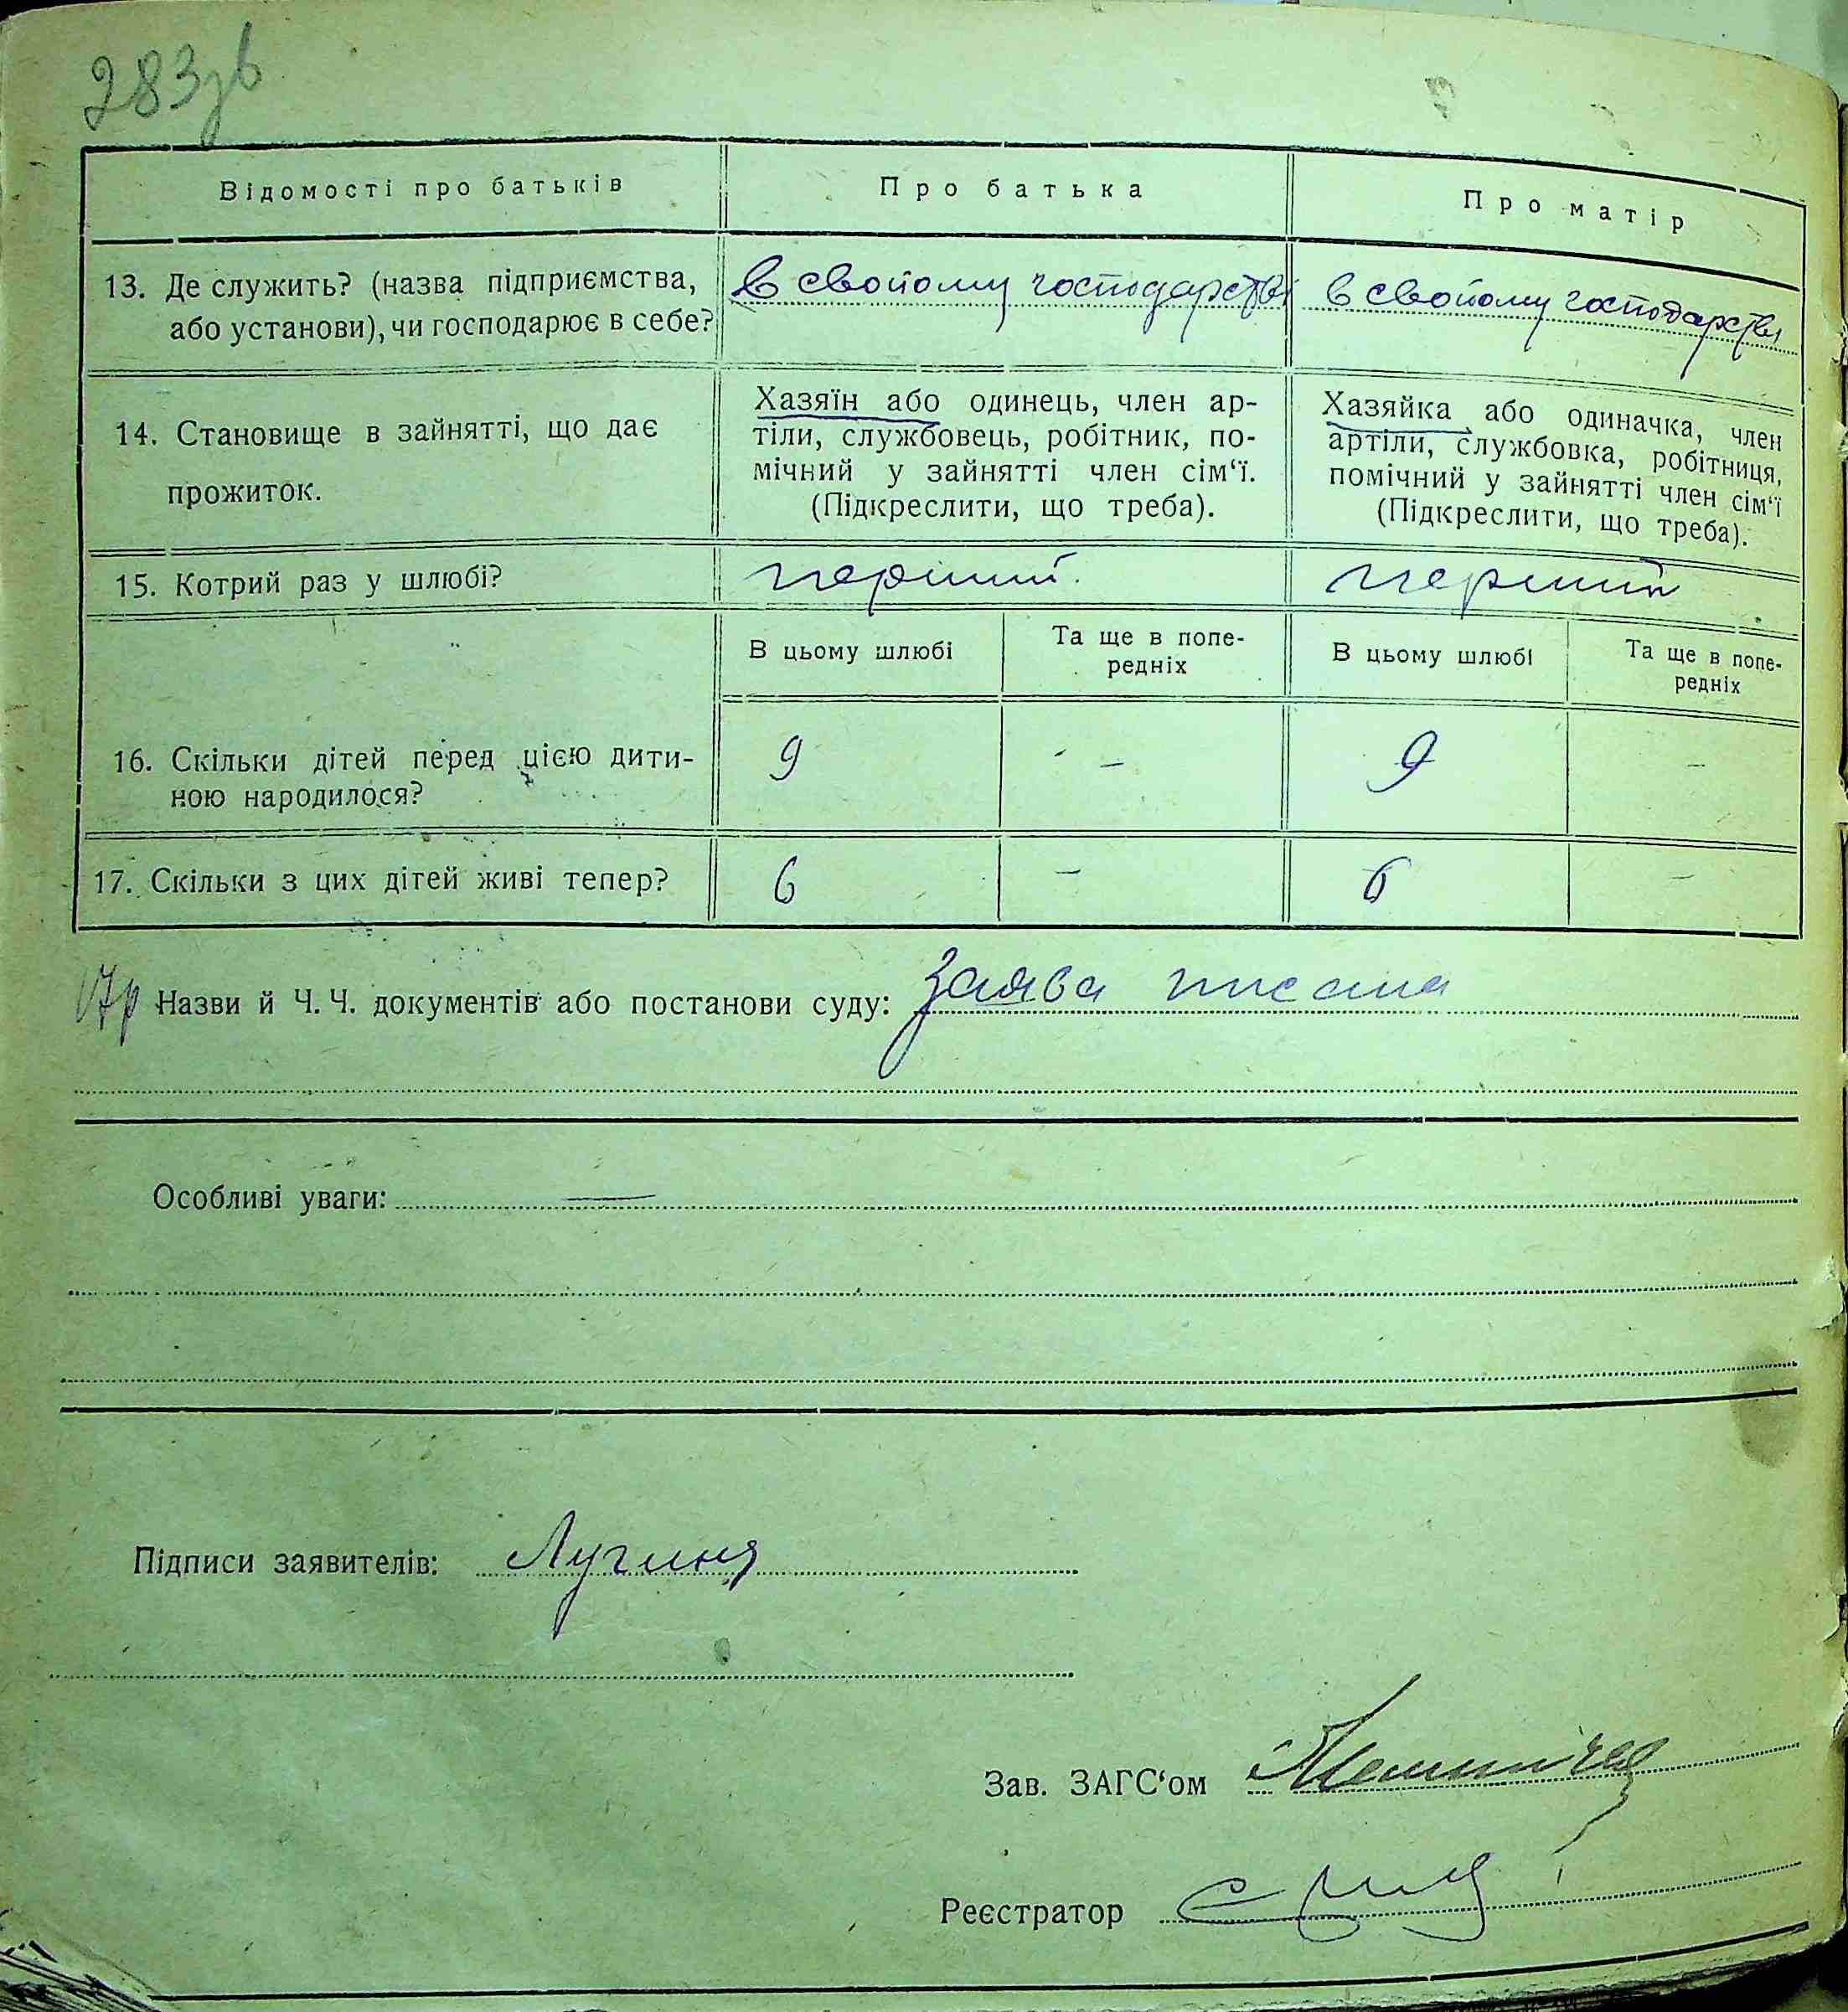 283зв
Відомості про батьків Про батька Про матір
13. Де служить? (назва підприємства, в свойому господарстві в свойому господарстві
або установи), чи господарює в себе?
Хазяїн або одинець, член ар- Хазяйка або одиначка, член
14. Становище в зайнятті, що дає тіли, службовець, робітник, по- артіли, службовка, робітниця,
мічний у зайнятті член сім‘ї. помічний у зайнятті член сім‘ї
прожиток. (Підкреслити, що треба). (Підкреслити, що треба).
15. Котрий раз у шлюбі? перший. перший
В цьому шлюбі Та ще в попе- В цьому шлюбі Та ще в попе-
редніх редніх
16. Скільки дітей перед цією дити- 9 - 9 -
ною народилося?
17. Скільки з цих дітей живі тепер? 6 - 6 -
Назви й Ч. Ч. документів або постанови суду: заява
Особливі уваги: —
Підписи заявителів:
Зав. ЗАГС‘ом
Реєстратор